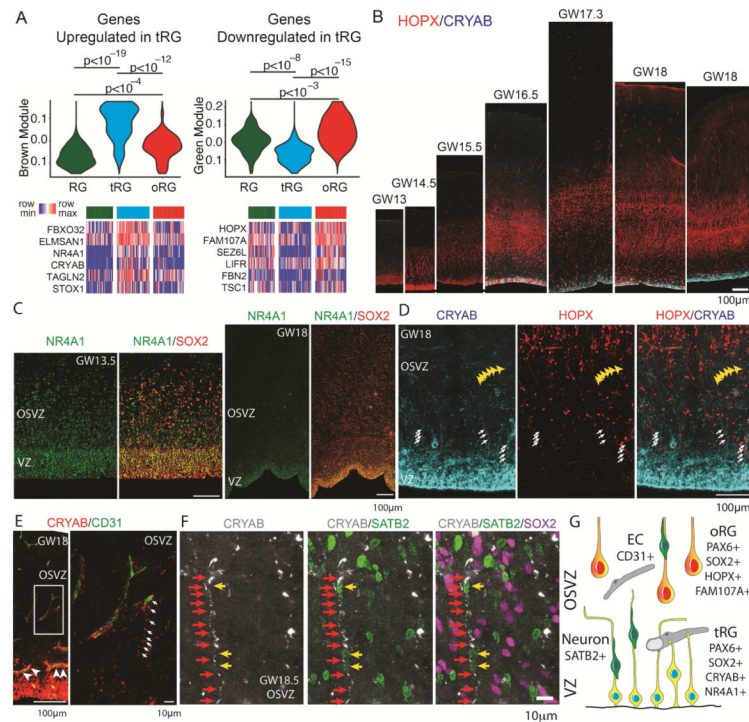 A
Genes
Upregulated in tRG
p<10⁻¹⁹ p<10⁻¹²
p<10⁻⁴
Brown Module
0.1
0.0
0.1
RG tRG oRG
row min row max
FBXO32
ELMSAN1
NR4A1
CRYAB
TAGLN2
STOX1
Genes
Downregulated in tRG
p<10⁻⁸ p<10⁻¹⁵
p<10⁻³
Green Module
0.2
0.1
0.0
0.1
RG tRG oRG
HOPX
FAM107A
SEZ6L
LIFR
FBN2
TSC1
B
HOPX/CRYAB
GW13
GW14.5
GW15.5
GW16.5
GW17.3
GW18
GW18
100µm
C
NR4A1 NR4A1/SOX2
GW13.5
OSVZ
VZ
NR4A1 NR4A1/SOX2
GW18
OSVZ
VZ
100µm
D
CRYAB HOPX HOPX/CRYAB
GW18
OSVZ
VZ
100µm
E
CRYAB/CD31
GW18
OSVZ
OSVZ
100µm 10µm
F
CRYAB CRYAB/SATB2 CRYAB/SATB2/SOX2
GW18.5
OSVZ
10µm
G
OSVZ
VZ
EC
CD31+
oRG
PAX6+
SOX2+
HOPX+
FAM107A+
Neuron
SATB2+
tRG
PAX6+
SOX2+
CRYAB+
NR4A1+